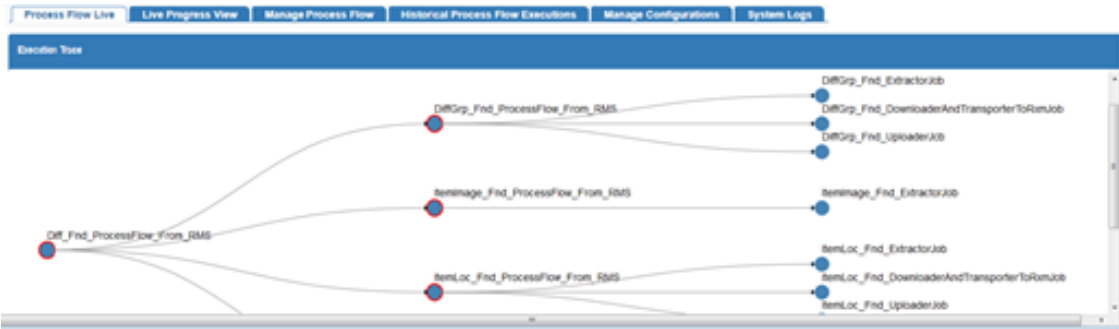 Process Flow Live Live Progress View Manage Process Flow Historical Process Flow Executions Manage Configurations System Logs
Execution Trace
DiffGrp_Fnd_ExtractorJob
DiffGrp_Fnd_ProcessFlow_From_RMS
DiffGrp_Fnd_DownloaderAndTransporterToRxmJob
DiffGrp_Fnd_UploaderJob
ItemImage_Fnd_ProcessFlow_From_RMS
ItemImage_Fnd_ExtractorJob
Diff_Fnd_ProcessFlow_From_RMS
ItemLoc_Fnd_ExtractorJob
ItemLoc_Fnd_ProcessFlow_From_RMS
ItemLoc_Fnd_DownloaderAndTransporterToRxmJob
ItemLoc_Fnd_UploaderJob